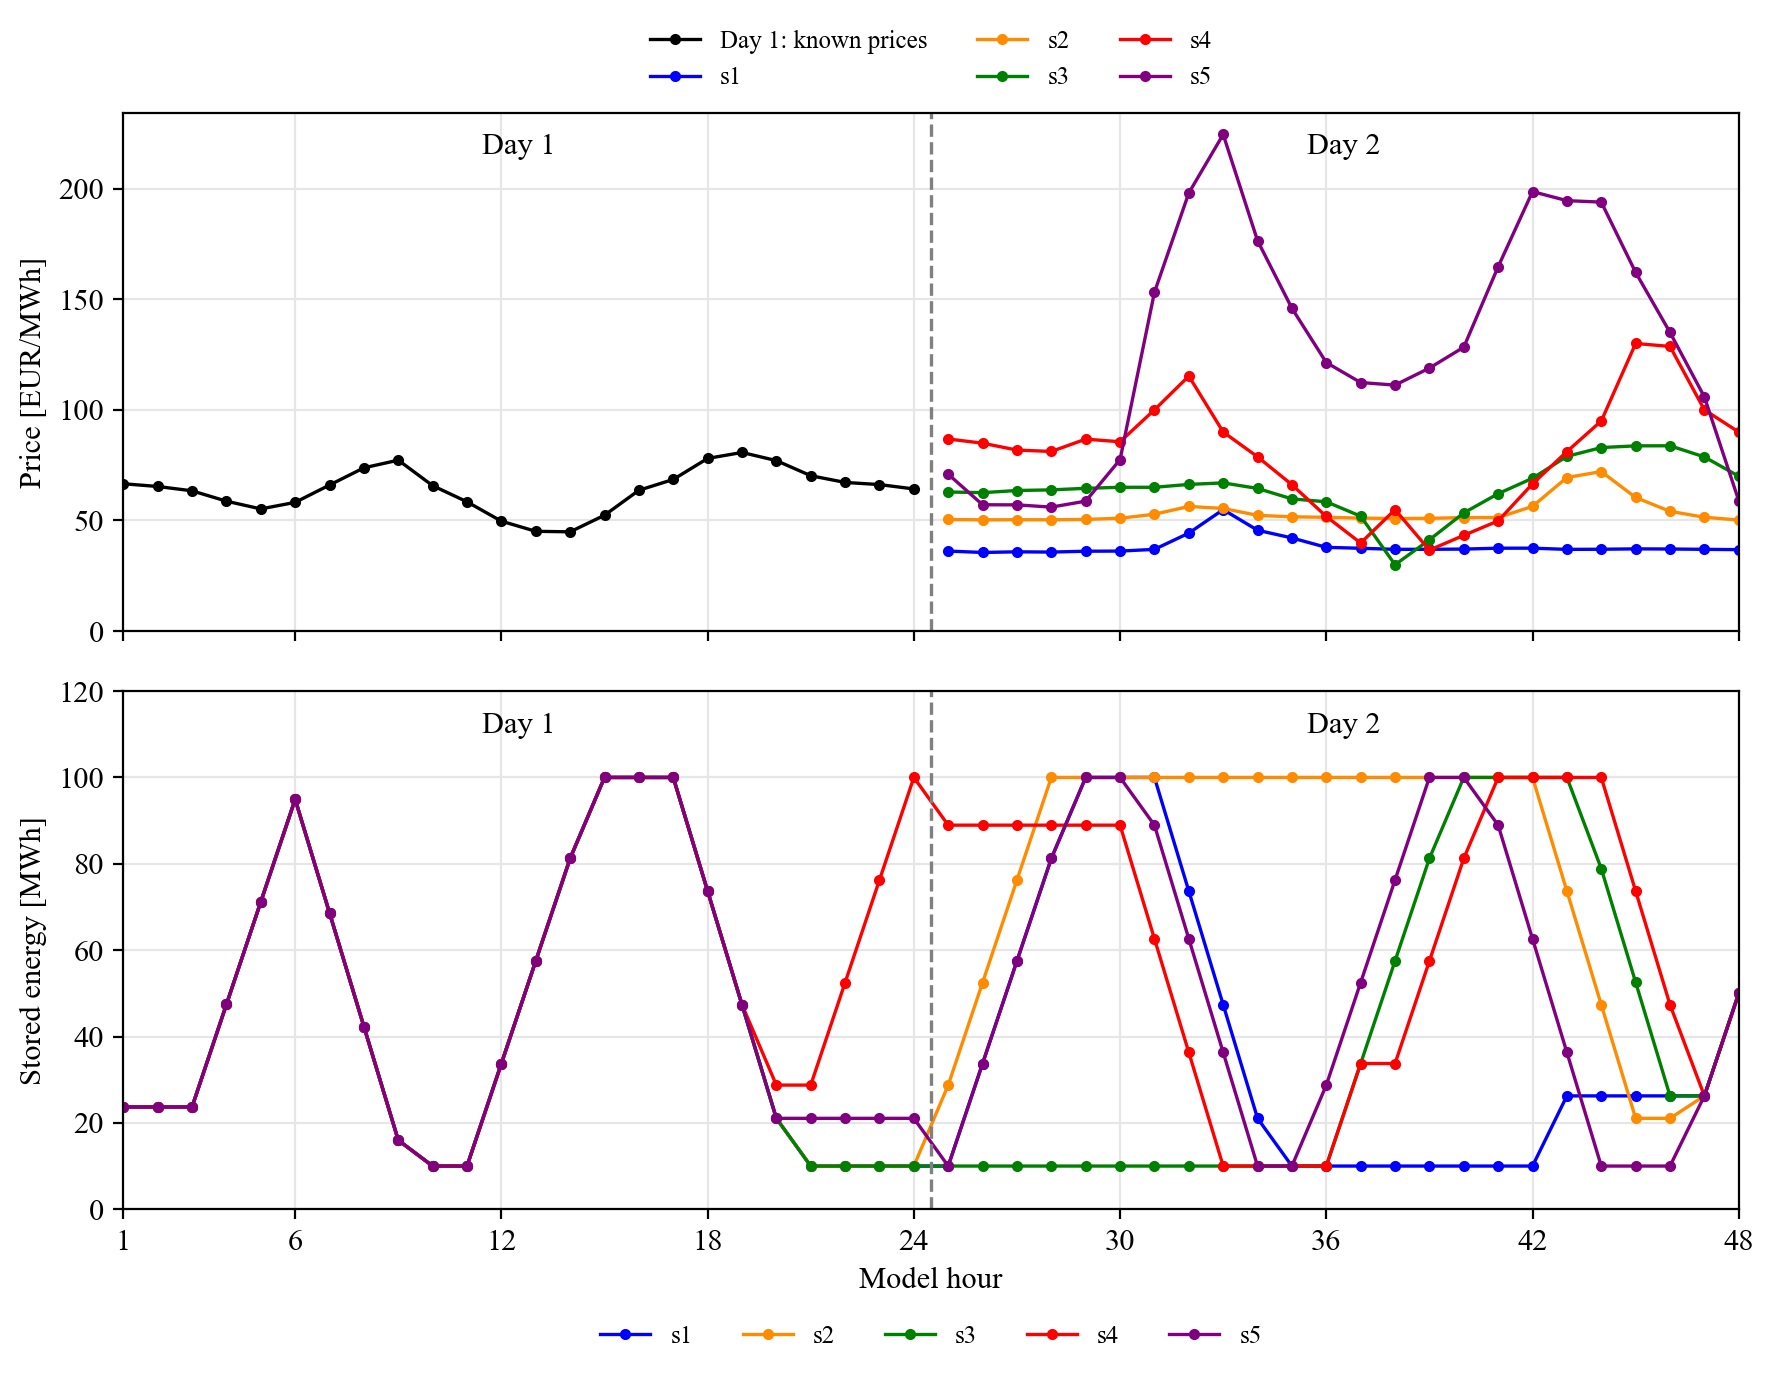 Day 1: known prices s2 s4
s1 s3 s5
Day 1 Day 2
200
150
100
50
0
Price [EUR/MWh]
120
Day 1 Day 2
100
80
60
40
20
0
Stored energy [MWh]
1 6 12 18 24 30 36 42 48
Model hour
s1 s2 s3 s4 s5